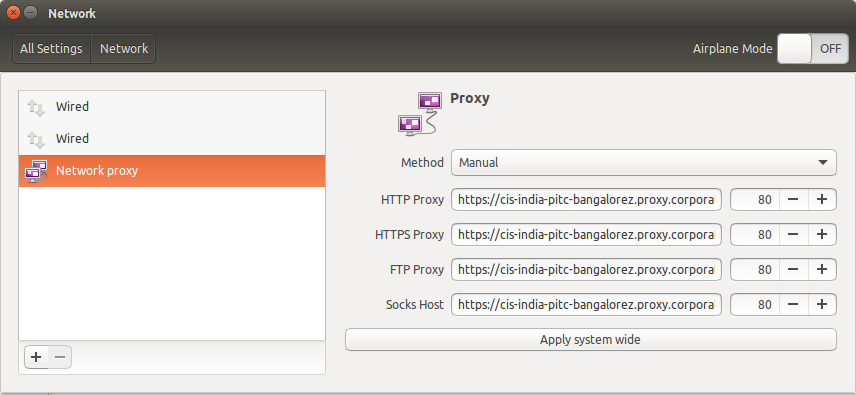 Network
All Settings Network Airplane Mode OFF
Wired
Wired
Network proxy
Proxy
Method Manual
HTTP Proxy https://cis-india-pitc-bangalorez.proxy.corpora 80
HTTPS Proxy https://cis-india-pitc-bangalorez.proxy.corpora 80
FTP Proxy https://cis-india-pitc-bangalorez.proxy.corpora 80
Socks Host https://cis-india-pitc-bangalorez.proxy.corpora 80
Apply system wide